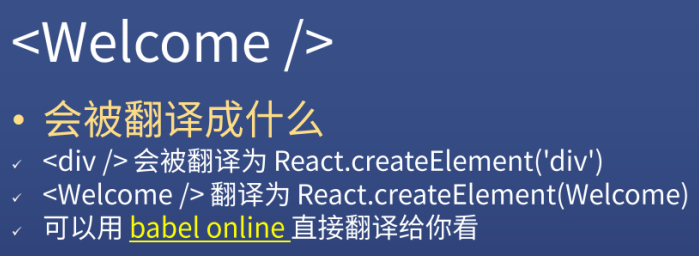 <Welcome />
• 会被翻译成什么
✓ <div /> 会被翻译为 React.createElement('div')
✓ <Welcome /> 翻译为 React.createElement(Welcome)
✓ 可以用 babel online 直接翻译给你看